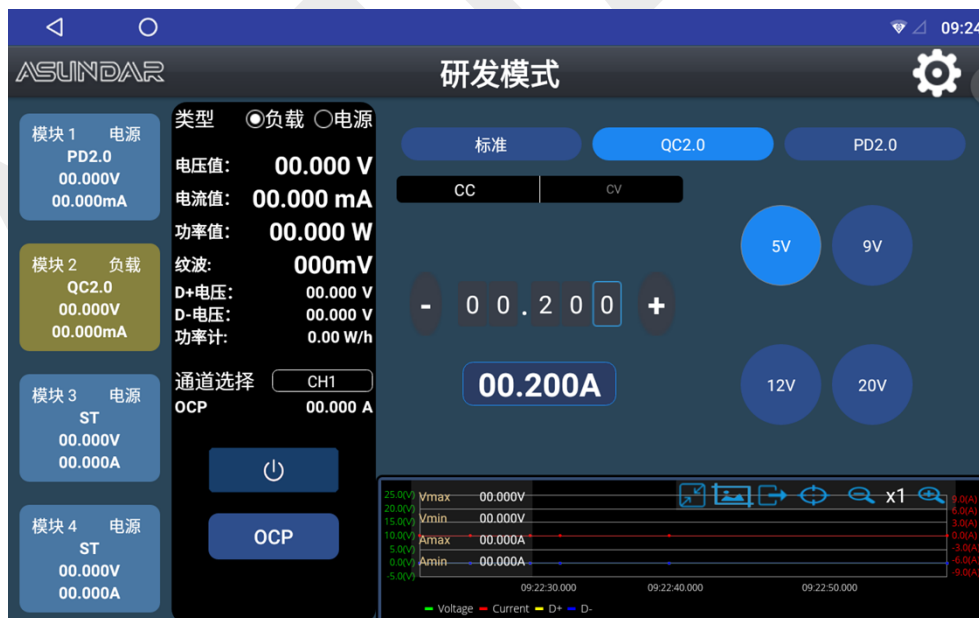 09:24
ASUNDAR
研发模式
模块 1 电源
PD2.0
00.000V
00.000mA
模块 2 负载
QC2.0
00.000V
00.000mA
模块 3 电源
ST
00.000V
00.000A
模块 4 电源
ST
00.000V
00.000A
类型 负载 电源
电压值: 00.000 V
电流值: 00.000 mA
功率值: 00.000 W
纹波: 000mV
D+电压: 00.000 V
D-电压: 00.000 V
功率计: 0.00 W/h
通道选择 CH1
OCP 00.000 A
OCP
标准 QC2.0 PD2.0
CC CV
5V 9V
- 0 0 . 2 0 0 +
00.200A
12V 20V
x1
25.0(V)
20.0(V)
15.0(V)
10.0(V)
5.0(V)
0.0(V)
-5.0(V)
Vmax 00.000V
Vmin 00.000V
Amax 00.000A
Amin 00.000A
9.0(A)
6.0(A)
3.0(A)
0.0(A)
-3.0(A)
-6.0(A)
-9.0(A)
09:22:30.000 09:22:40.000 09:22:50.000
Voltage Current D+ D-